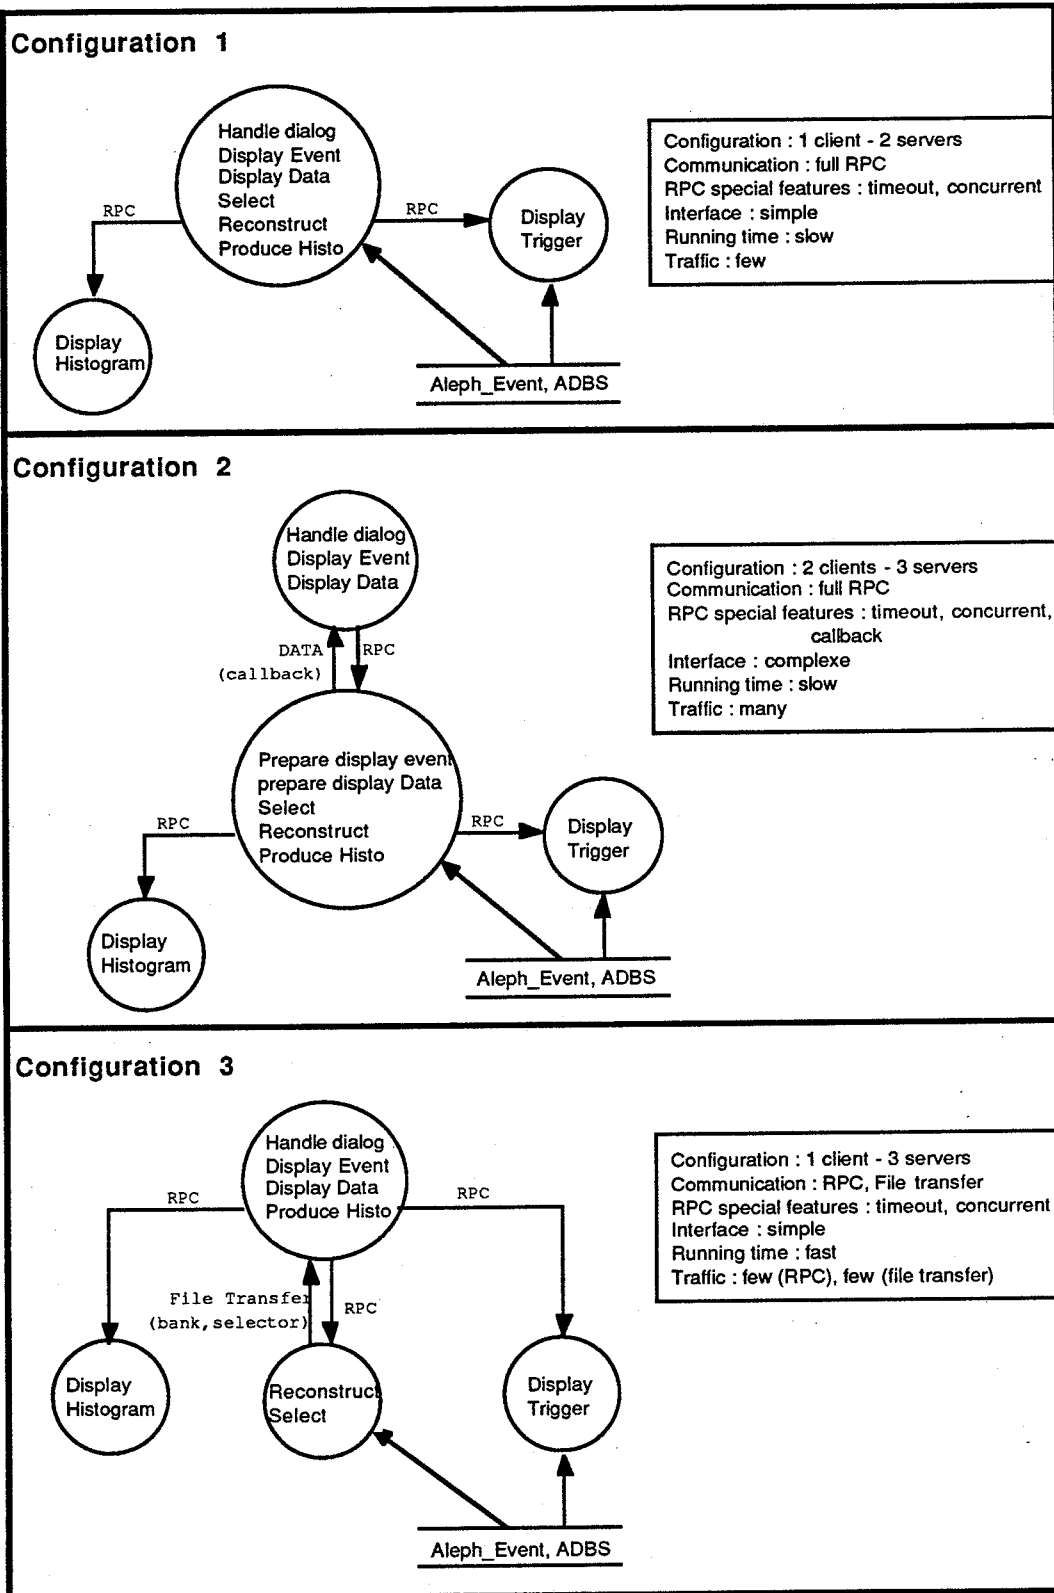 Configuration 1
Handle dialog
Display Event
Display Data
Select
Reconstruct
Produce Histo
RPC
RPC
Display
Trigger
Display
Histogram
Aleph_Event, ADBS
Configuration : 1 client - 2 servers
Communication : full RPC
RPC special features : timeout, concurrent
Interface : simple
Running time : slow
Traffic : few
Configuration 2
Handle dialog
Display Event
Display Data
DATA
(callback)
RPC
Prepare display event
prepare display Data
Select
Reconstruct
Produce Histo
RPC
RPC
Display
Trigger
Display
Histogram
Aleph_Event, ADBS
Configuration : 2 clients - 3 servers
Communication : full RPC
RPC special features : timeout, concurrent,
callback
Interface : complexe
Running time : slow
Traffic : many
Configuration 3
Handle dialog
Display Event
Display Data
Produce Histo
RPC
RPC
File Transfer
(bank,selector)
RPC
Display
Histogram
Reconstruct
Select
Display
Trigger
Aleph_Event, ADBS
Configuration : 1 client - 3 servers
Communication : RPC, File transfer
RPC special features : timeout, concurrent
Interface : simple
Running time : fast
Traffic : few (RPC), few (file transfer)